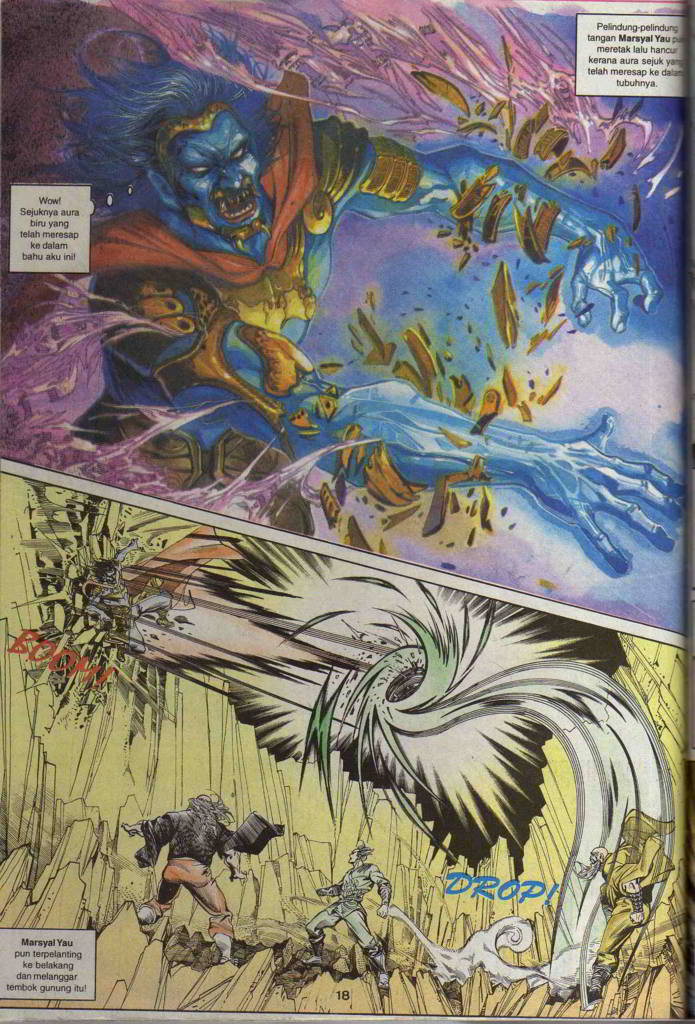 Pelindung-pelindung
tangan Marsyal Yau
meretak lalu hancur
kerana aura sejuk yang
telah meresap ke dalam
tubuhnya.
Wow!
Sejuknya aura
biru yang
telah meresap
ke dalam
bahu aku ini!
BOOM!
DROP!
Marsyal Yau
pun terpelanting
ke belakang
dan melanggar
tembok gunung itu!
18